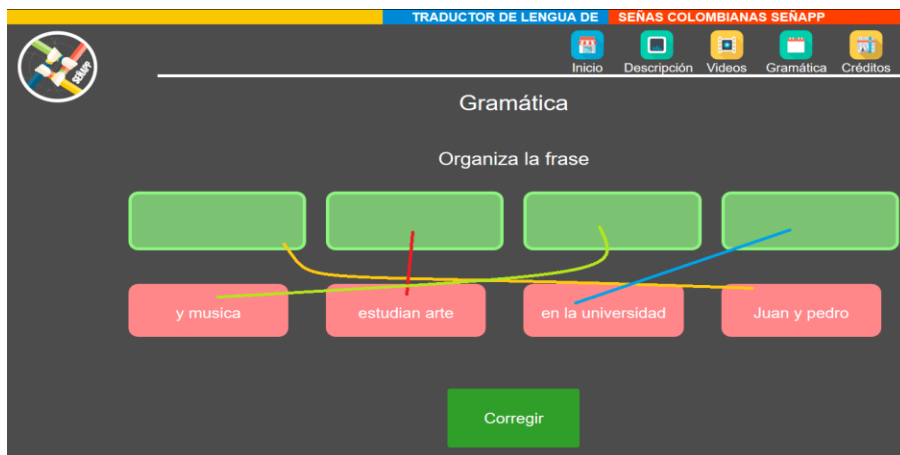 TRADUCTOR DE LENGUA DE SEÑAS COLOMBIANAS SEÑAPP
SEÑAPP
Inicio Descripción Videos Gramática Créditos
Gramática
Organiza la frase
y musica estudian arte en la universidad Juan y pedro
Corregir